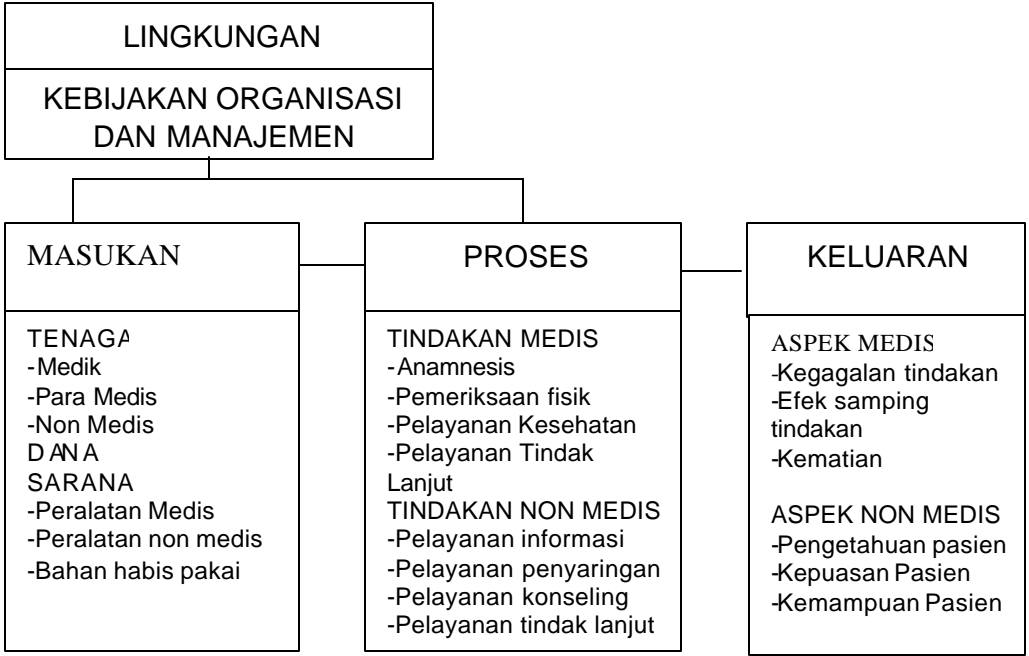 LINGKUNGAN
KEBIJAKAN ORGANISASI
DAN MANAJEMEN
MASUKAN
TENAGA
-Medik
-Para Medis
-Non Medis
DANA
SARANA
-Peralatan Medis
-Peralatan non medis
-Bahan habis pakai
PROSES
TINDAKAN MEDIS
-Anamnesis
-Pemeriksaan fisik
-Pelayanan Kesehatan
-Pelayanan Tindak
Lanjut
TINDAKAN NON MEDIS
-Pelayanan informasi
-Pelayanan penyaringan
-Pelayanan konseling
-Pelayanan tindak lanjut
KELUARAN
ASPEK MEDIS
-Kegagalan tindakan
-Efek samping
tindakan
-Kematian
ASPEK NON MEDIS
-Pengetahuan pasien
-Kepuasan Pasien
-Kemampuan Pasien